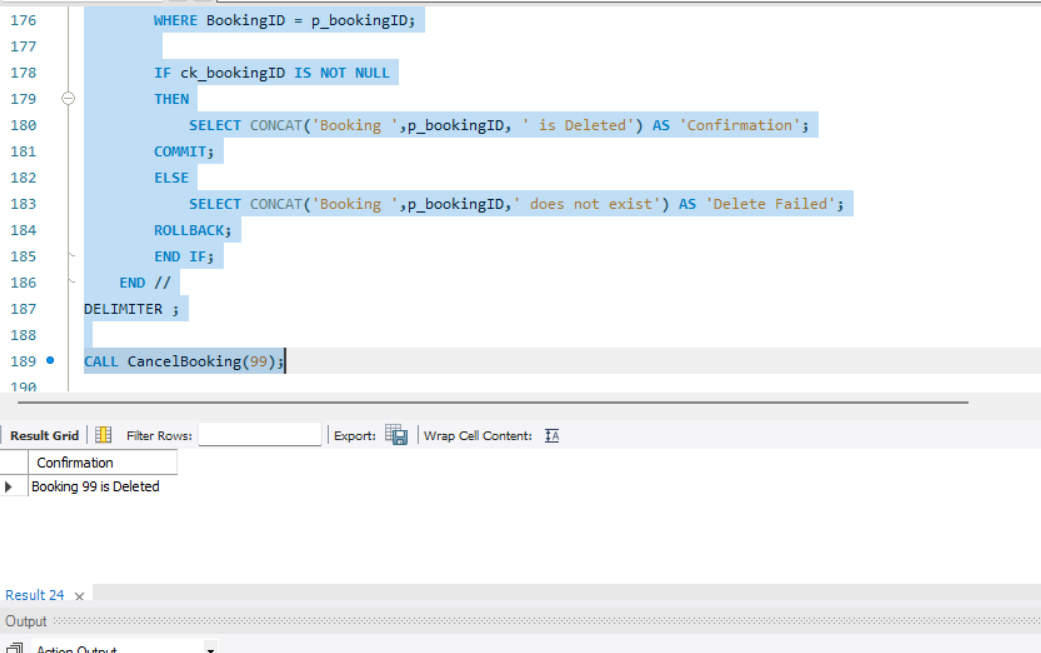 176 WHERE BookingID = p_bookingID;
177
178 IF ck_bookingID IS NOT NULL
179 THEN
180 SELECT CONCAT('Booking ',p_bookingID, ' is Deleted') AS 'Confirmation';
181 COMMIT;
182 ELSE
183 SELECT CONCAT('Booking ',p_bookingID,' does not exist') AS 'Delete Failed';
184 ROLLBACK;
185 END IF;
186 END //
187 DELIMITER ;
188
189 CALL CancelBooking(99);
190
Result Grid Filter Rows: Export: Wrap Cell Content:
Confirmation
Booking 99 is Deleted
Result 24
Output
Action Output